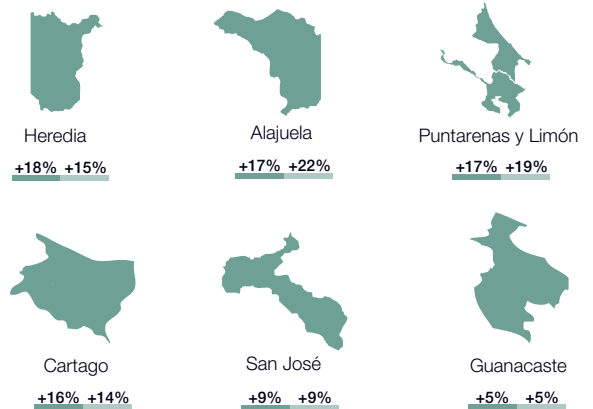 Heredia
+18% +15%
Alajuela
+17% +22%
Puntarenas y Limón
+17% +19%
Cartago
+16% +14%
San José
+9% +9%
Guanacaste
+5% +5%